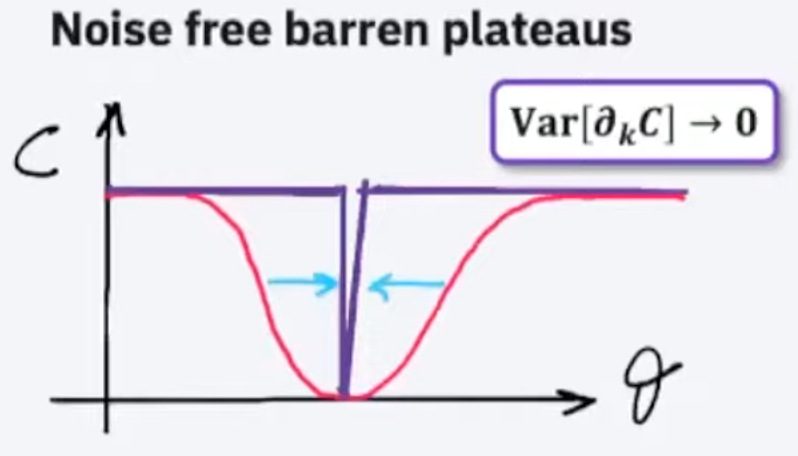 Noise free barren plateaus
Var[∂ₖC] → 0
C
θ